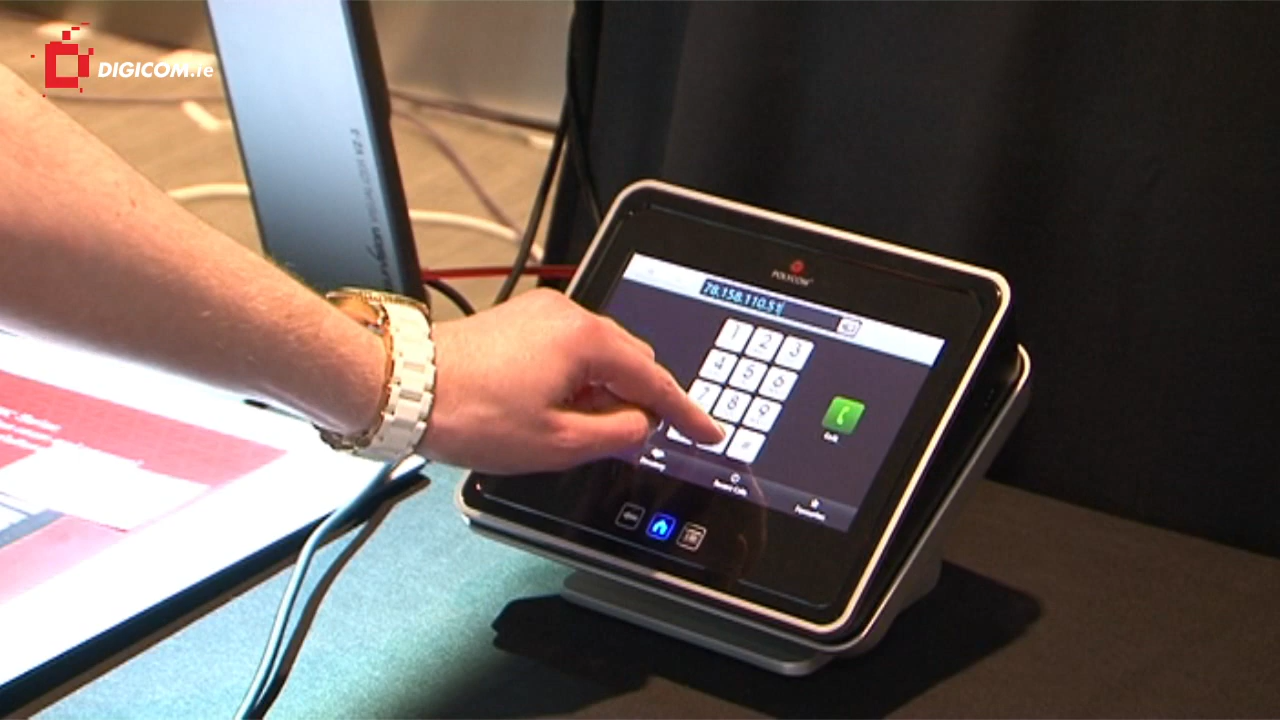 DIGICOM.ie
POLYCOM
78.158.110.51
1 2 3
4 5 6
7 8 9
#
Call
Directory
Recent Calls
Favorites